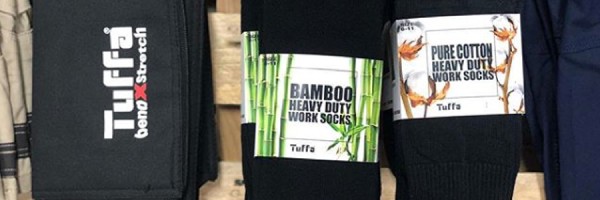 Tuffa
bendXStretch
BAMBOO
HEAVY DUTY
WORK SOCKS
Tuffa
PURE COTTON
HEAVY DUTY
WORK SOCKS
Tuffa